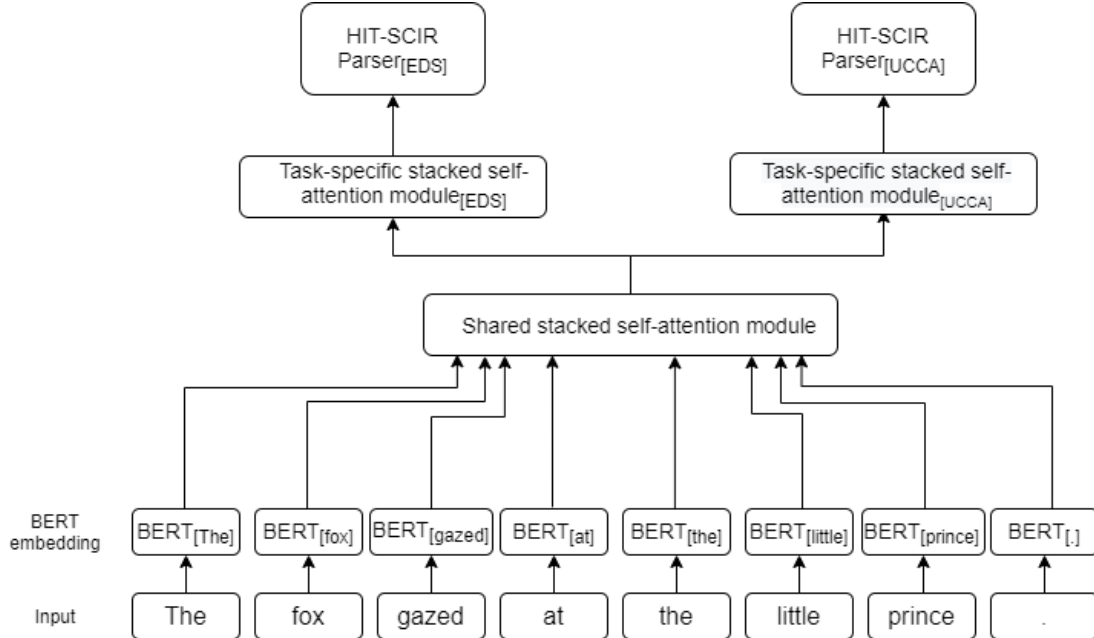 HIT-SCIR
Parser[EDS]
HIT-SCIR
Parser[UCCA]
Task-specific stacked self-
attention module[EDS]
Task-specific stacked self-
attention module[UCCA]
Shared stacked self-attention module
BERT
embedding
BERT[The]
BERT[fox]
BERT[gazed]
BERT[at]
BERT[the]
BERT[little]
BERT[prince]
BERT[.]
Input
The
fox
gazed
at
the
little
prince
.